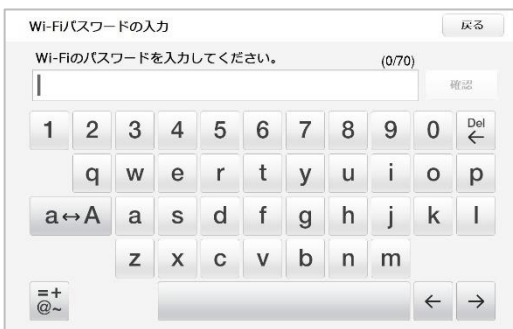 Wi-Fiパスワードの入力 戻る
Wi-Fiのパスワードを入力してください。 (0/70)
確認
1 2 3 4 5 6 7 8 9 0 Del ←
q w e r t y u i o p
a↔A a s d f g h j k l
z x c v b n m
=+
@~ ← →